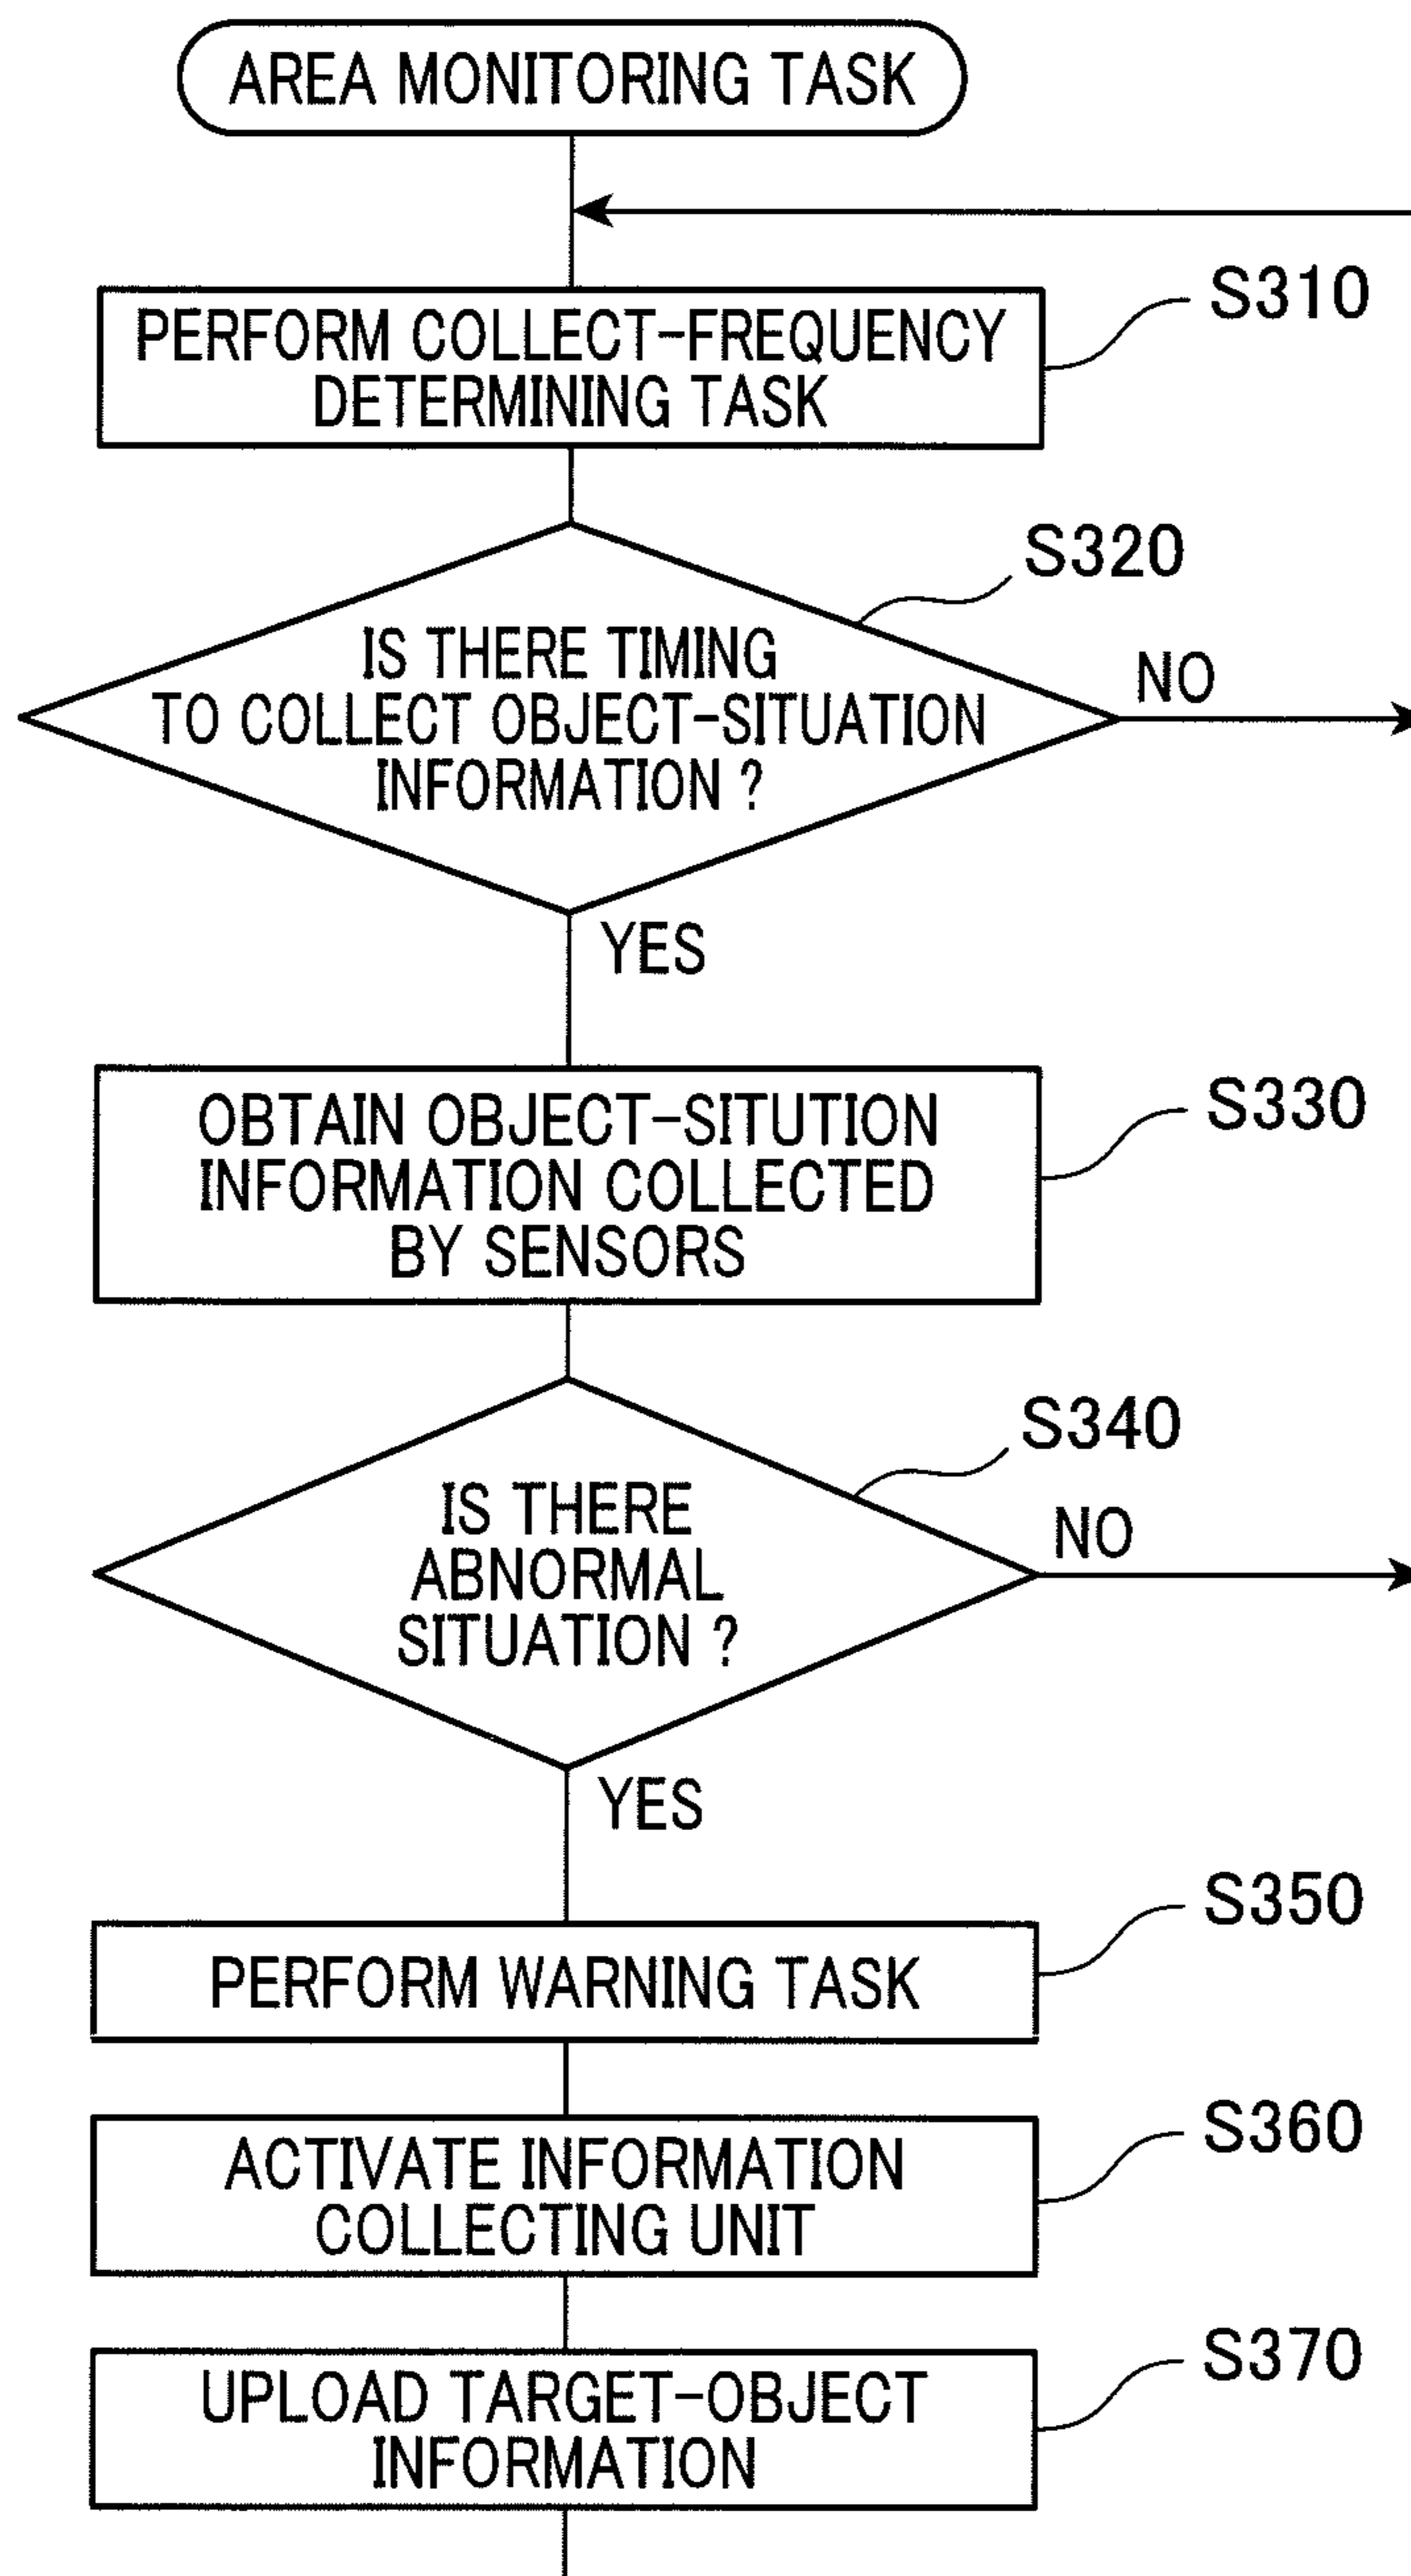 AREA MONITORING TASK
S310
PERFORM COLLECT-FREQUENCY
DETERMINING TASK
S320
IS THERE TIMING
TO COLLECT OBJECT-SITUATION
INFORMATION ?
NO
YES
S330
OBTAIN OBJECT-SITUTION
INFORMATION COLLECTED
BY SENSORS
S340
IS THERE
ABNORMAL
SITUATION ?
NO
YES
S350
PERFORM WARNING TASK
S360
ACTIVATE INFORMATION
COLLECTING UNIT
S370
UPLOAD TARGET-OBJECT
INFORMATION